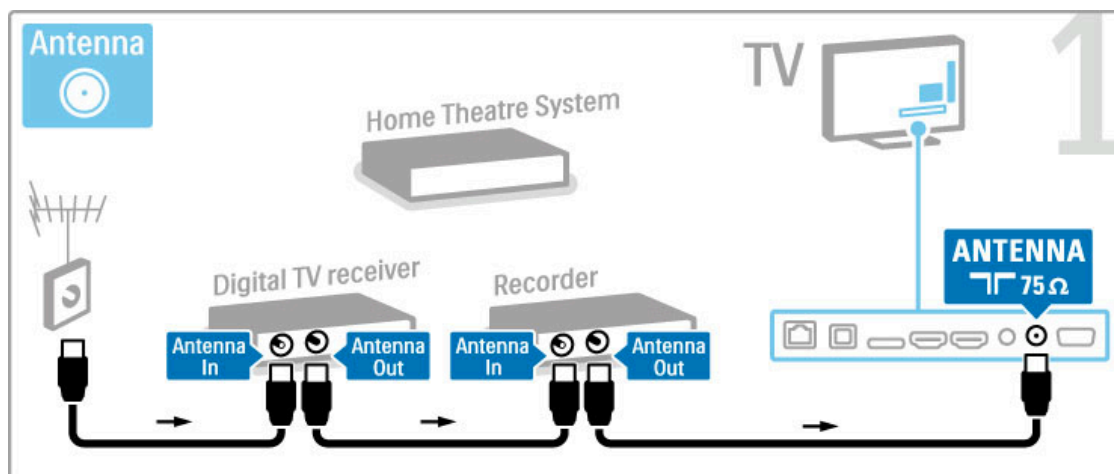 Antenna
TV
1
Home Theatre System
Digital TV receiver
Recorder
ANTENNA
75 Ω
Antenna In
Antenna Out
Antenna In
Antenna Out